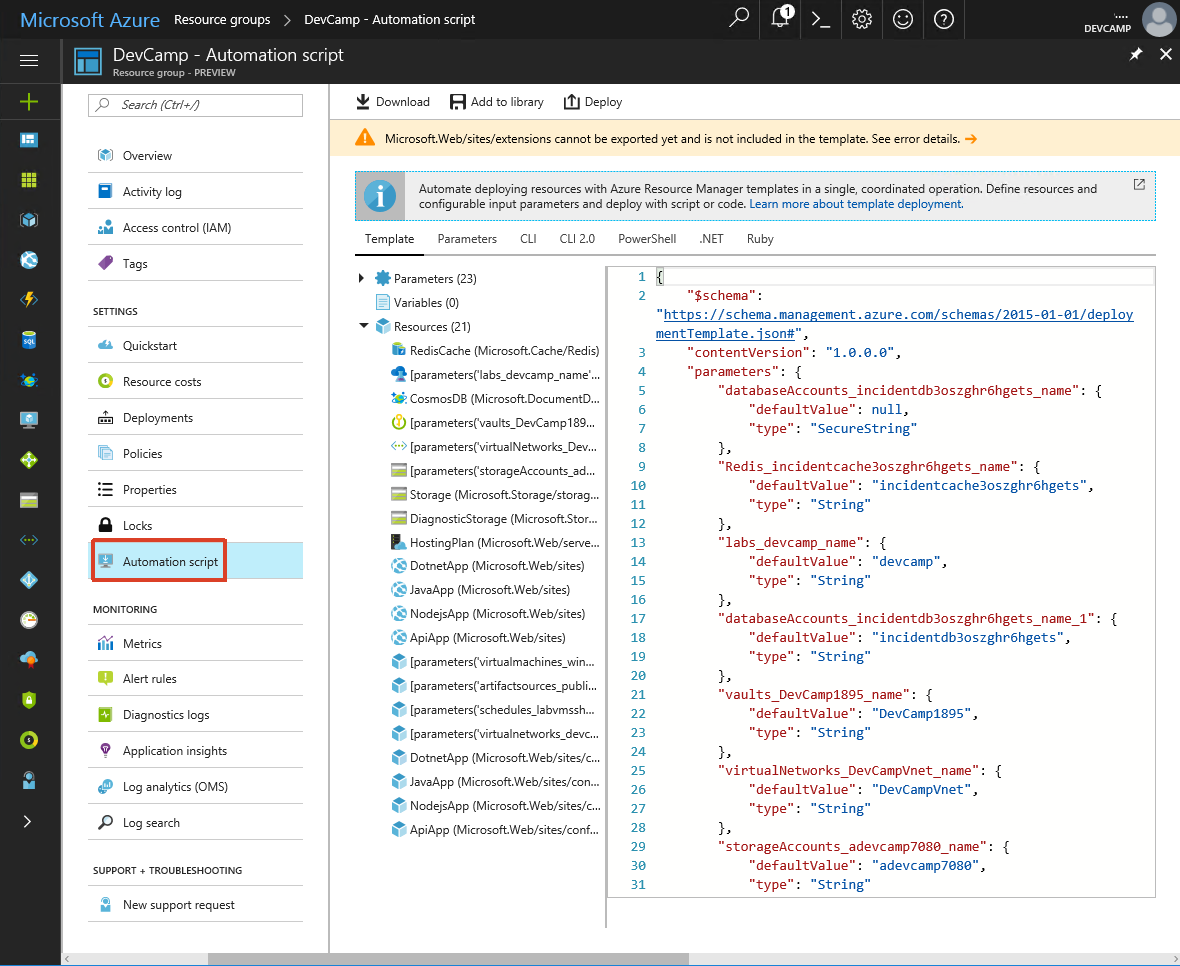 Microsoft Azure Resource groups > DevCamp - Automation script
1
DEVCAMP
DevCamp - Automation script
Resource group - PREVIEW
Search (Ctrl+/)
Overview
Activity log
Access control (IAM)
Tags
SETTINGS
Quickstart
Resource costs
Deployments
Policies
Properties
Locks
Automation script
MONITORING
Metrics
Alert rules
Diagnostics logs
Application insights
Log analytics (OMS)
Log search
SUPPORT + TROUBLESHOOTING
New support request
Download Add to library Deploy
Microsoft.Web/sites/extensions cannot be exported yet and is not included in the template. See error details. →
Automate deploying resources with Azure Resource Manager templates in a single, coordinated operation. Define resources and
configurable input parameters and deploy with script or code. Learn more about template deployment.
Template Parameters CLI CLI 2.0 PowerShell .NET Ruby
Parameters (23)
Variables (0)
Resources (21)
RedisCache (Microsoft.Cache/Redis)
[parameters('labs_devcamp_name'...
CosmosDB (Microsoft.DocumentD...
[parameters('vaults_DevCamp189...
[parameters('virtualNetworks_Dev...
[parameters('storageAccounts_ad...
Storage (Microsoft.Storage/storag...
DiagnosticStorage (Microsoft.Stor...
HostingPlan (Microsoft.Web/serve...
DotnetApp (Microsoft.Web/sites)
JavaApp (Microsoft.Web/sites)
NodejsApp (Microsoft.Web/sites)
ApiApp (Microsoft.Web/sites)
[parameters('virtualmachines_win...
[parameters('artifactsources_publi...
[parameters('schedules_labvmssh...
[parameters('virtualnetworks_devc...
DotnetApp (Microsoft.Web/sites/c...
JavaApp (Microsoft.Web/sites/con...
NodejsApp (Microsoft.Web/sites/c...
ApiApp (Microsoft.Web/sites/conf...
1 {
2 "$schema":
"https://schema.management.azure.com/schemas/2015-01-01/deploy
mentTemplate.json#",
3 "contentVersion": "1.0.0.0",
4 "parameters": {
5 "databaseAccounts_incidentdb3oszghr6hgets_name": {
6 "defaultValue": null,
7 "type": "SecureString"
8 },
9 "Redis_incidentcache3oszghr6hgets_name": {
10 "defaultValue": "incidentcache3oszghr6hgets",
11 "type": "String"
12 },
13 "labs_devcamp_name": {
14 "defaultValue": "devcamp",
15 "type": "String"
16 },
17 "databaseAccounts_incidentdb3oszghr6hgets_name_1": {
18 "defaultValue": "incidentdb3oszghr6hgets",
19 "type": "String"
20 },
21 "vaults_DevCamp1895_name": {
22 "defaultValue": "DevCamp1895",
23 "type": "String"
24 },
25 "virtualNetworks_DevCampVnet_name": {
26 "defaultValue": "DevCampVnet",
27 "type": "String"
28 },
29 "storageAccounts_adevcamp7080_name": {
30 "defaultValue": "adevcamp7080",
31 "type": "String"